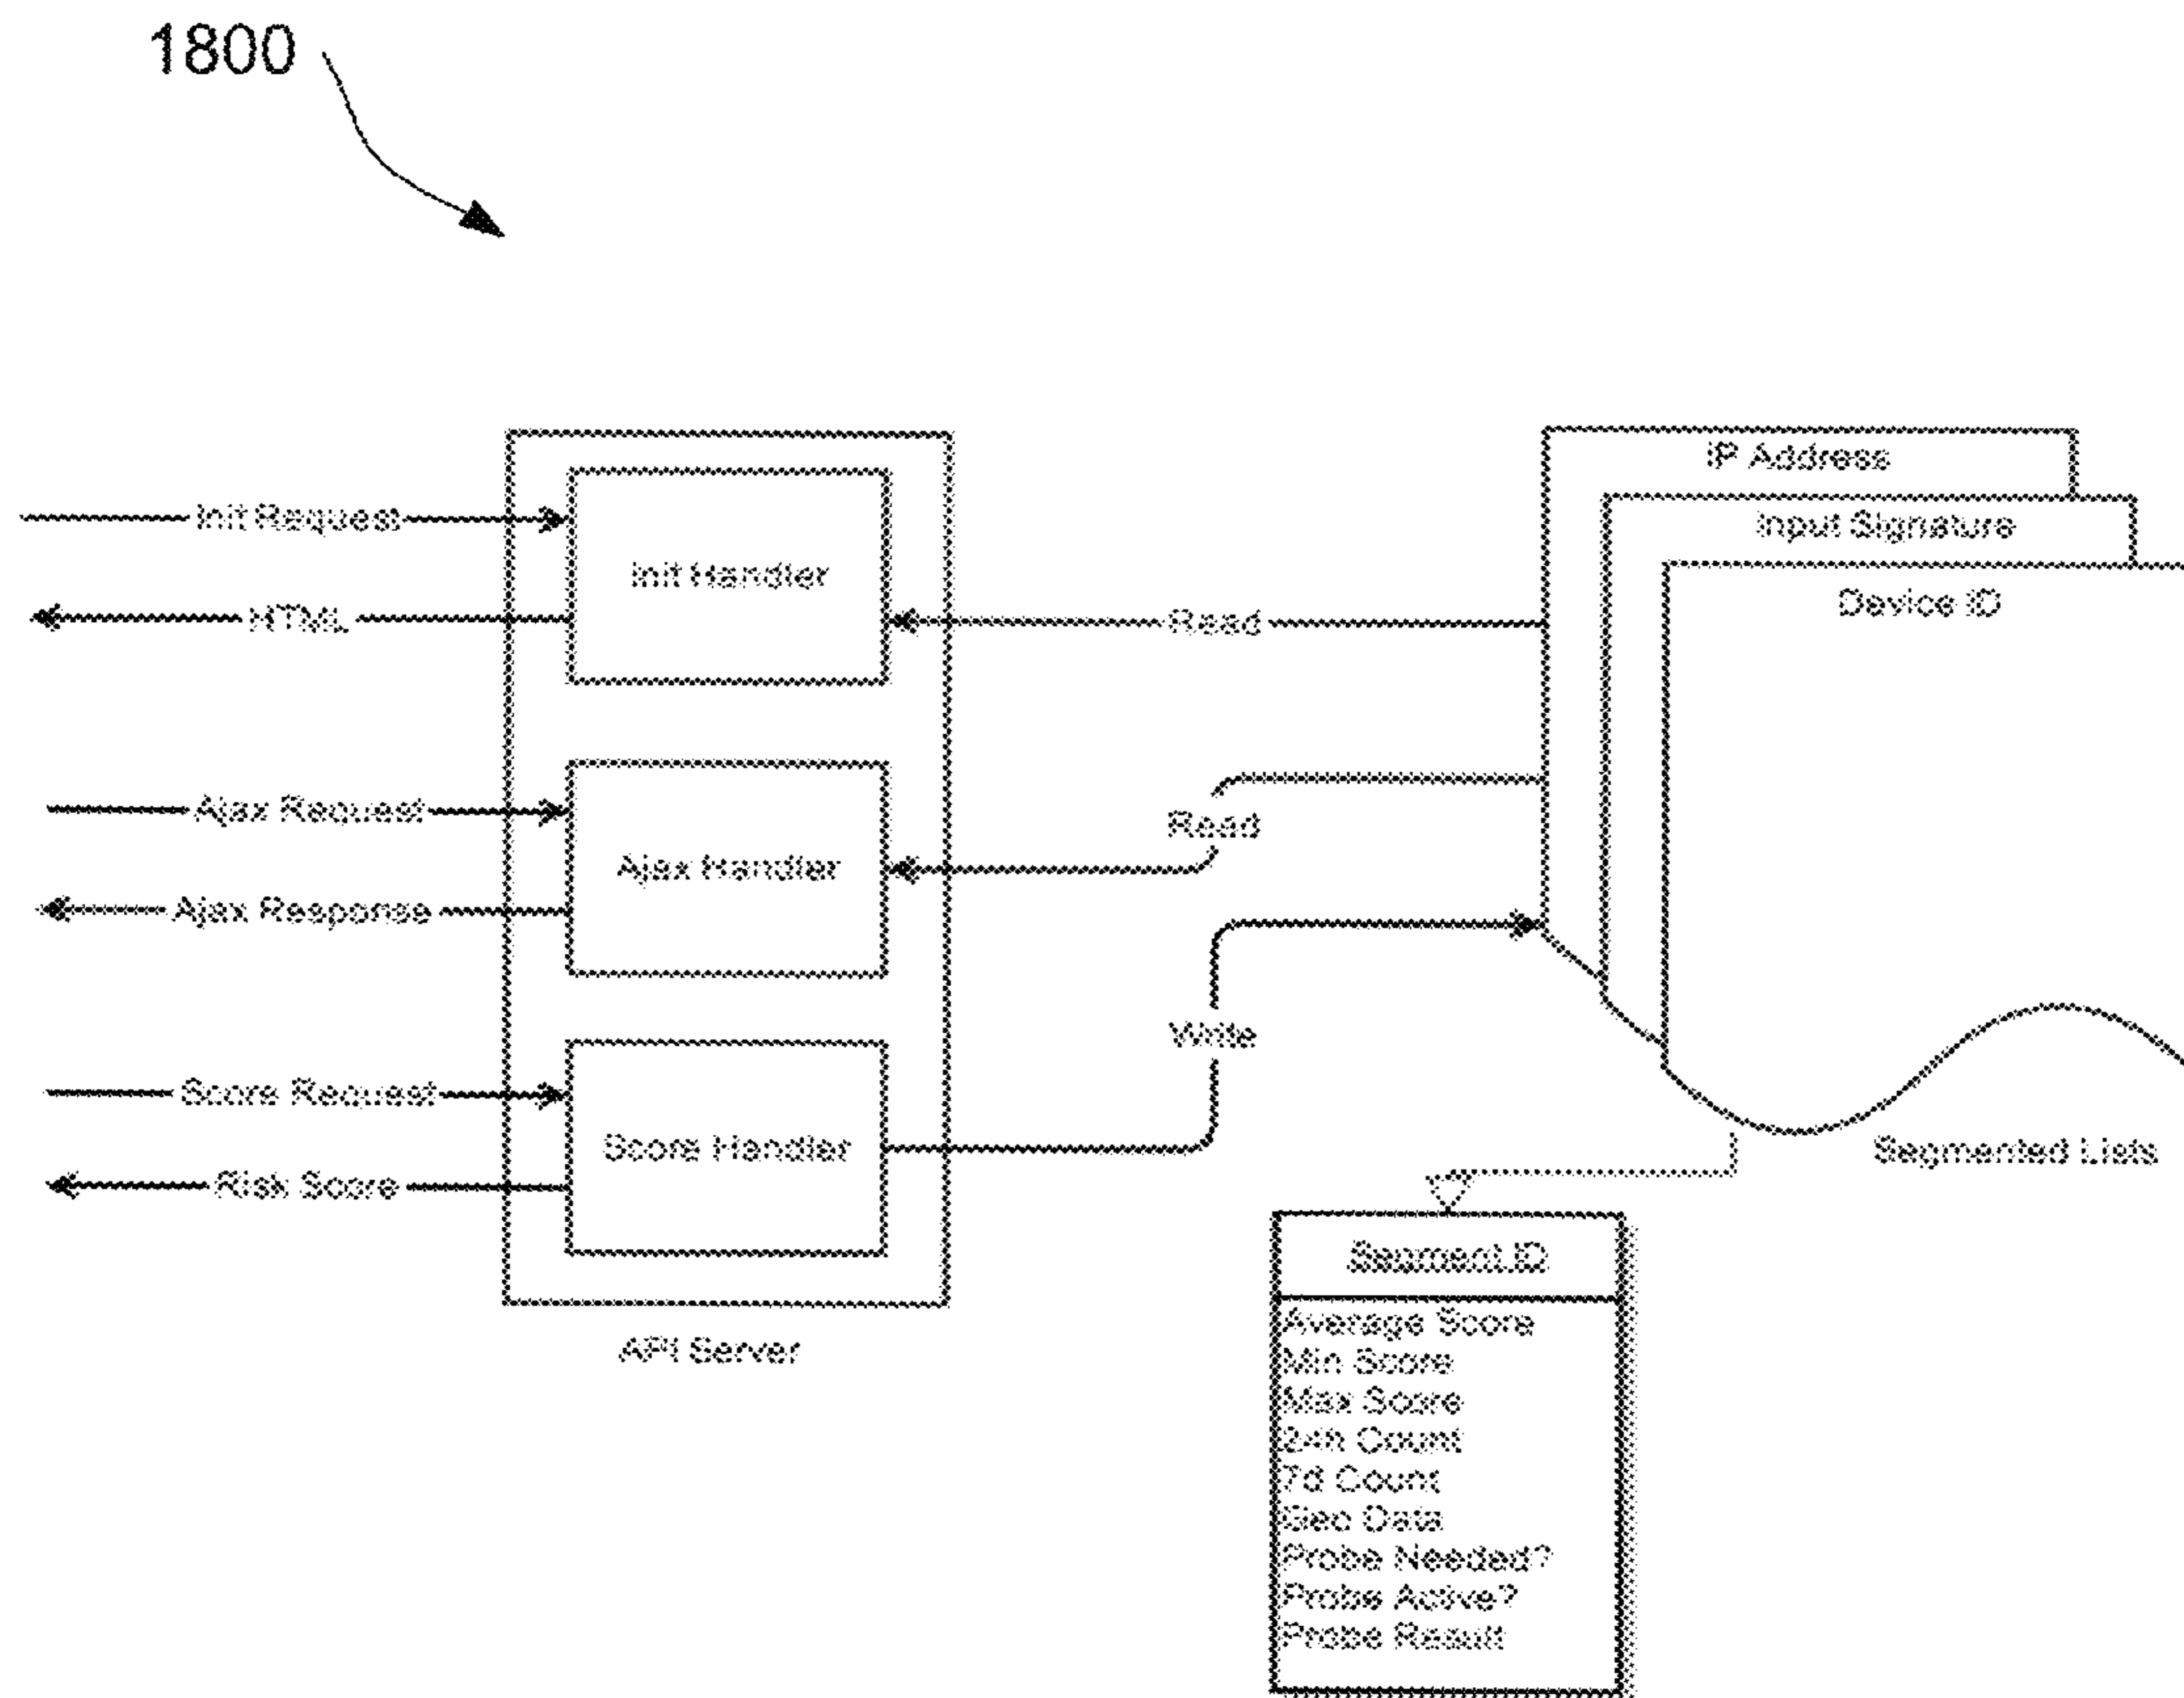 1800
IP Address
Input Signature
Device ID
Init Request
Init Handler
HTML
Read
Ajax Request
Read
Ajax Handler
Ajax Response
Write
Score Request
Score Handler
Risk Score
Segmented Lists
API Server
Segment ID
Average Score
Min Score
Max Score
24h Count
7d Count
Geo Data
Probe Needed?
Probe Active?
Probe Result